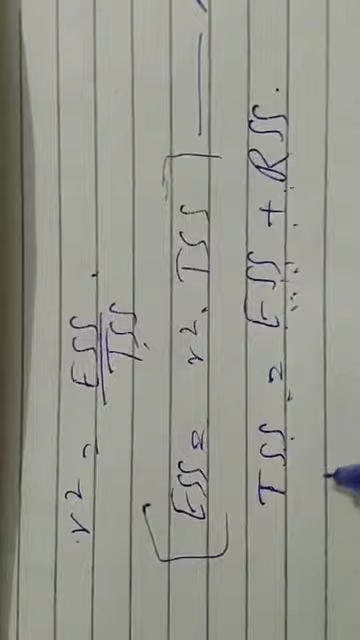 r² = ESS / TSS
[ESS = r². TSS] —
TSS = ESS + RSS.